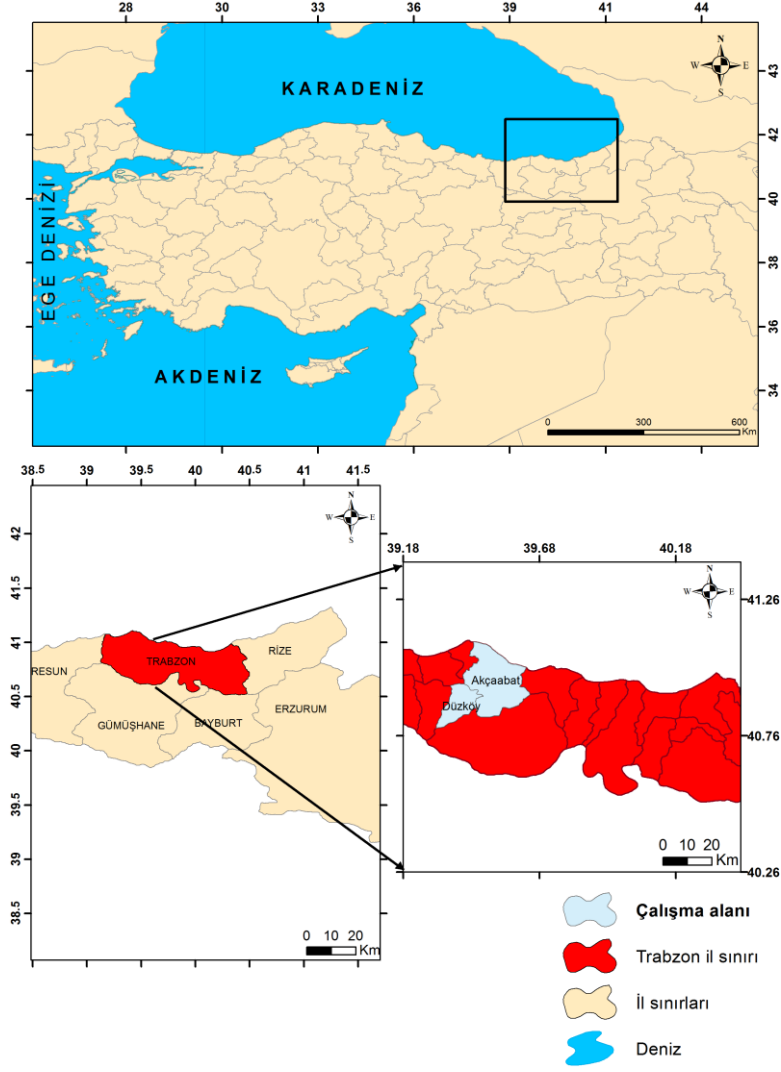 28 30 33 36 39 41 44
N
W E
S
43
42
40
38
36
34
KARADENİZ
EGE DENİZİ
AKDENİZ
0 300 600
Km
38.5 39 39.5 40 40.5 41 41.5
N
W E
S
42
41.5
41
40.5
40
39.5
39
38.5
TRABZON
RİZE
RESUN
GÜMÜŞHANE
BAYBURT
ERZURUM
0 10 20
Km
39.18 39.68 40.18
N
W E
S
41.26
40.76
40.26
Akçaabat
Düzköy
0 10 20
Km
Çalışma alanı
Trabzon il sınırı
İl sınırları
Deniz